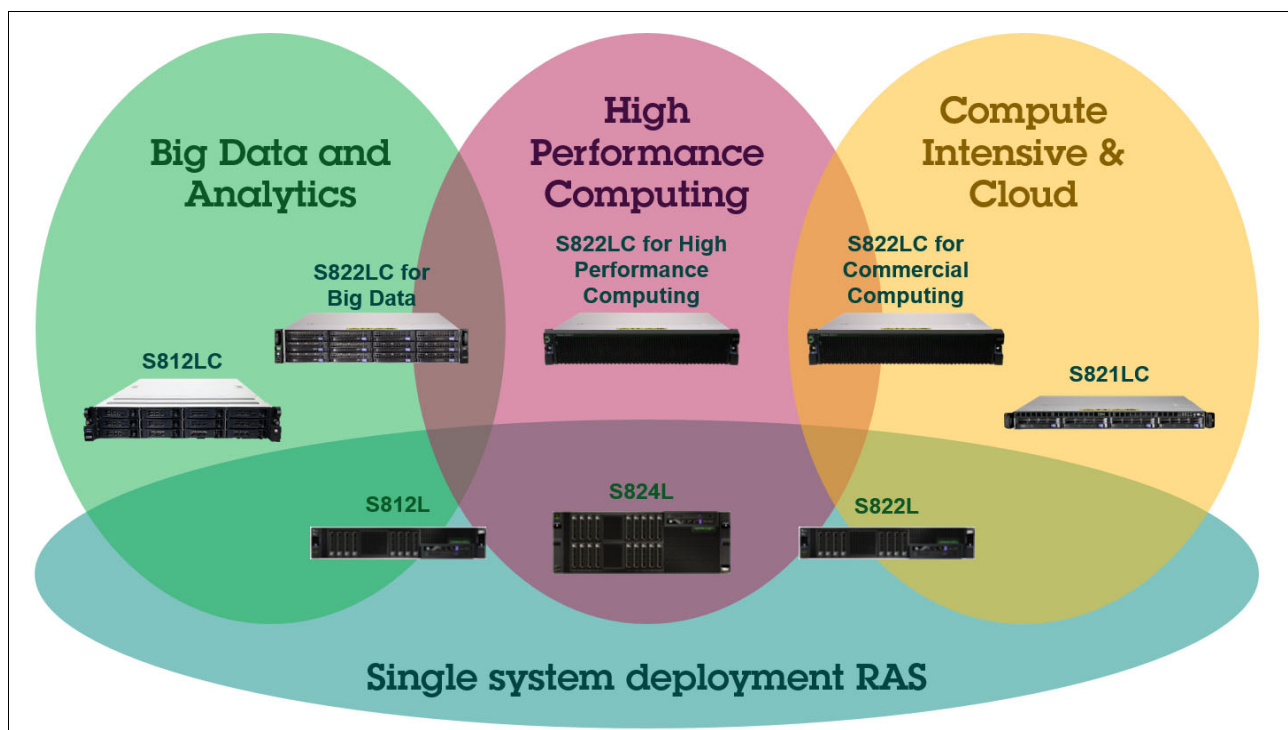 Big Data and
Analytics
High
Performance
Computing
Compute
Intensive &
Cloud
S822LC for
Big Data
S822LC for High
Performance
Computing
S822LC for
Commercial
Computing
S812LC
S821LC
S812L
S824L
S822L
Single system deployment RAS